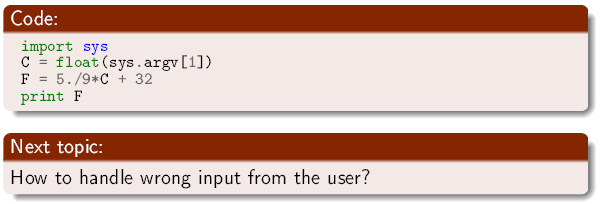 Code:
import sys
C = float(sys.argv[1])
F = 5./9*C + 32
print F
Next topic:
How to handle wrong input from the user?